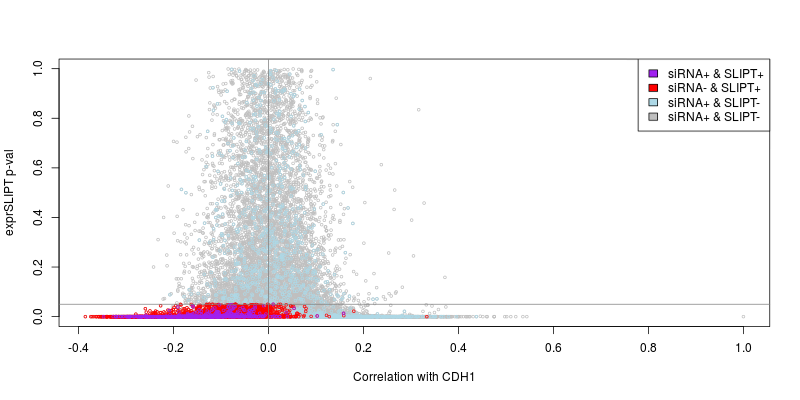 siRNA+ & SLIPT+
siRNA- & SLIPT+
siRNA+ & SLIPT-
siRNA+ & SLIPT-
exprSLIPT p-val
1.0
0.8
0.6
0.4
0.2
0.0
-0.4 -0.2 0.0 0.2 0.4 0.6 0.8 1.0
Correlation with CDH1